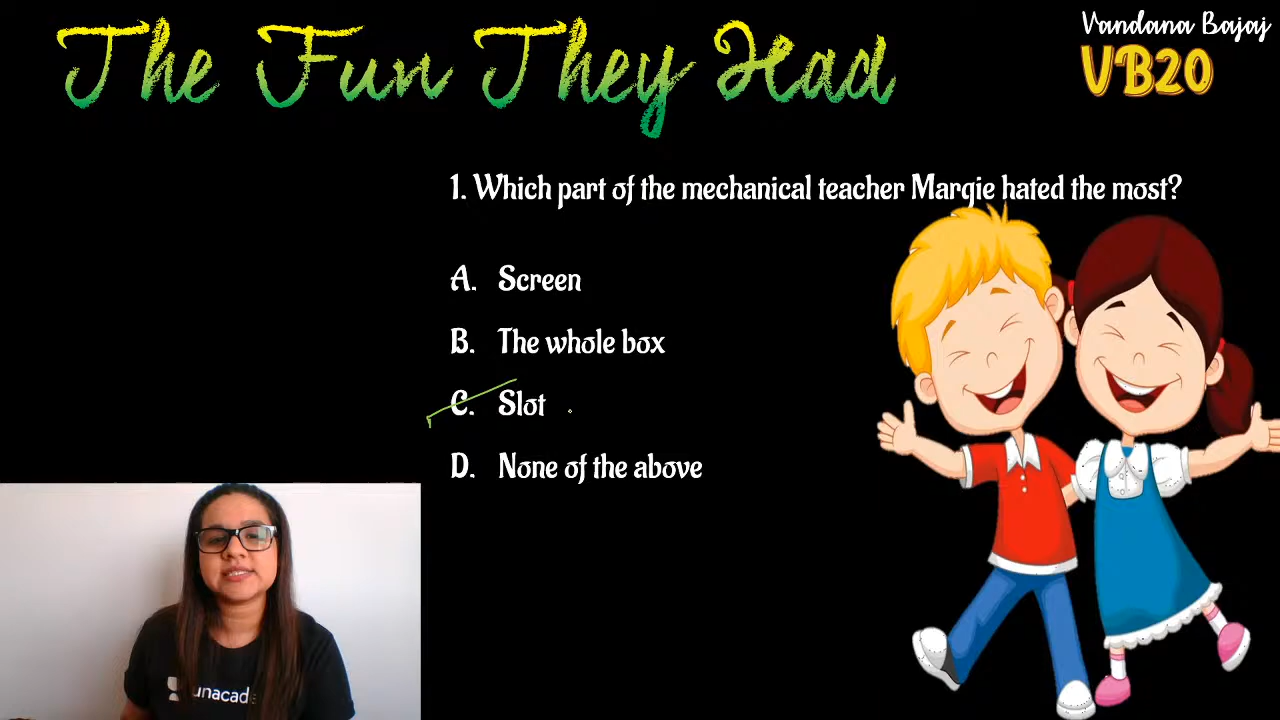 The Fun They Had
Vandana Bajaj
VB20
1. Which part of the mechanical teacher Margie hated the most?
A. Screen
B. The whole box
C. Slot
D. None of the above
unacade